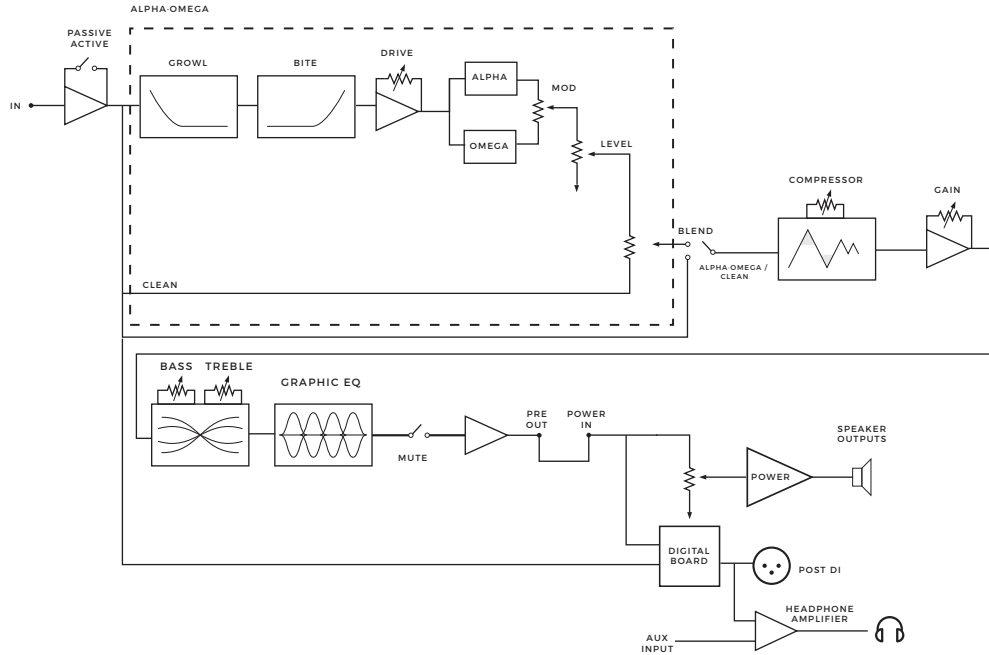 ALPHA·OMEGA
PASSIVE
ACTIVE
IN
GROWL
BITE
DRIVE
ALPHA
OMEGA
MOD
LEVEL
CLEAN
BLEND
ALPHA·OMEGA /
CLEAN
COMPRESSOR
GAIN
BASS
TREBLE
GRAPHIC EQ
MUTE
PRE
OUT
POWER
IN
SPEAKER
OUTPUTS
POWER
DIGITAL
BOARD
POST DI
HEADPHONE
AMPLIFIER
AUX
INPUT